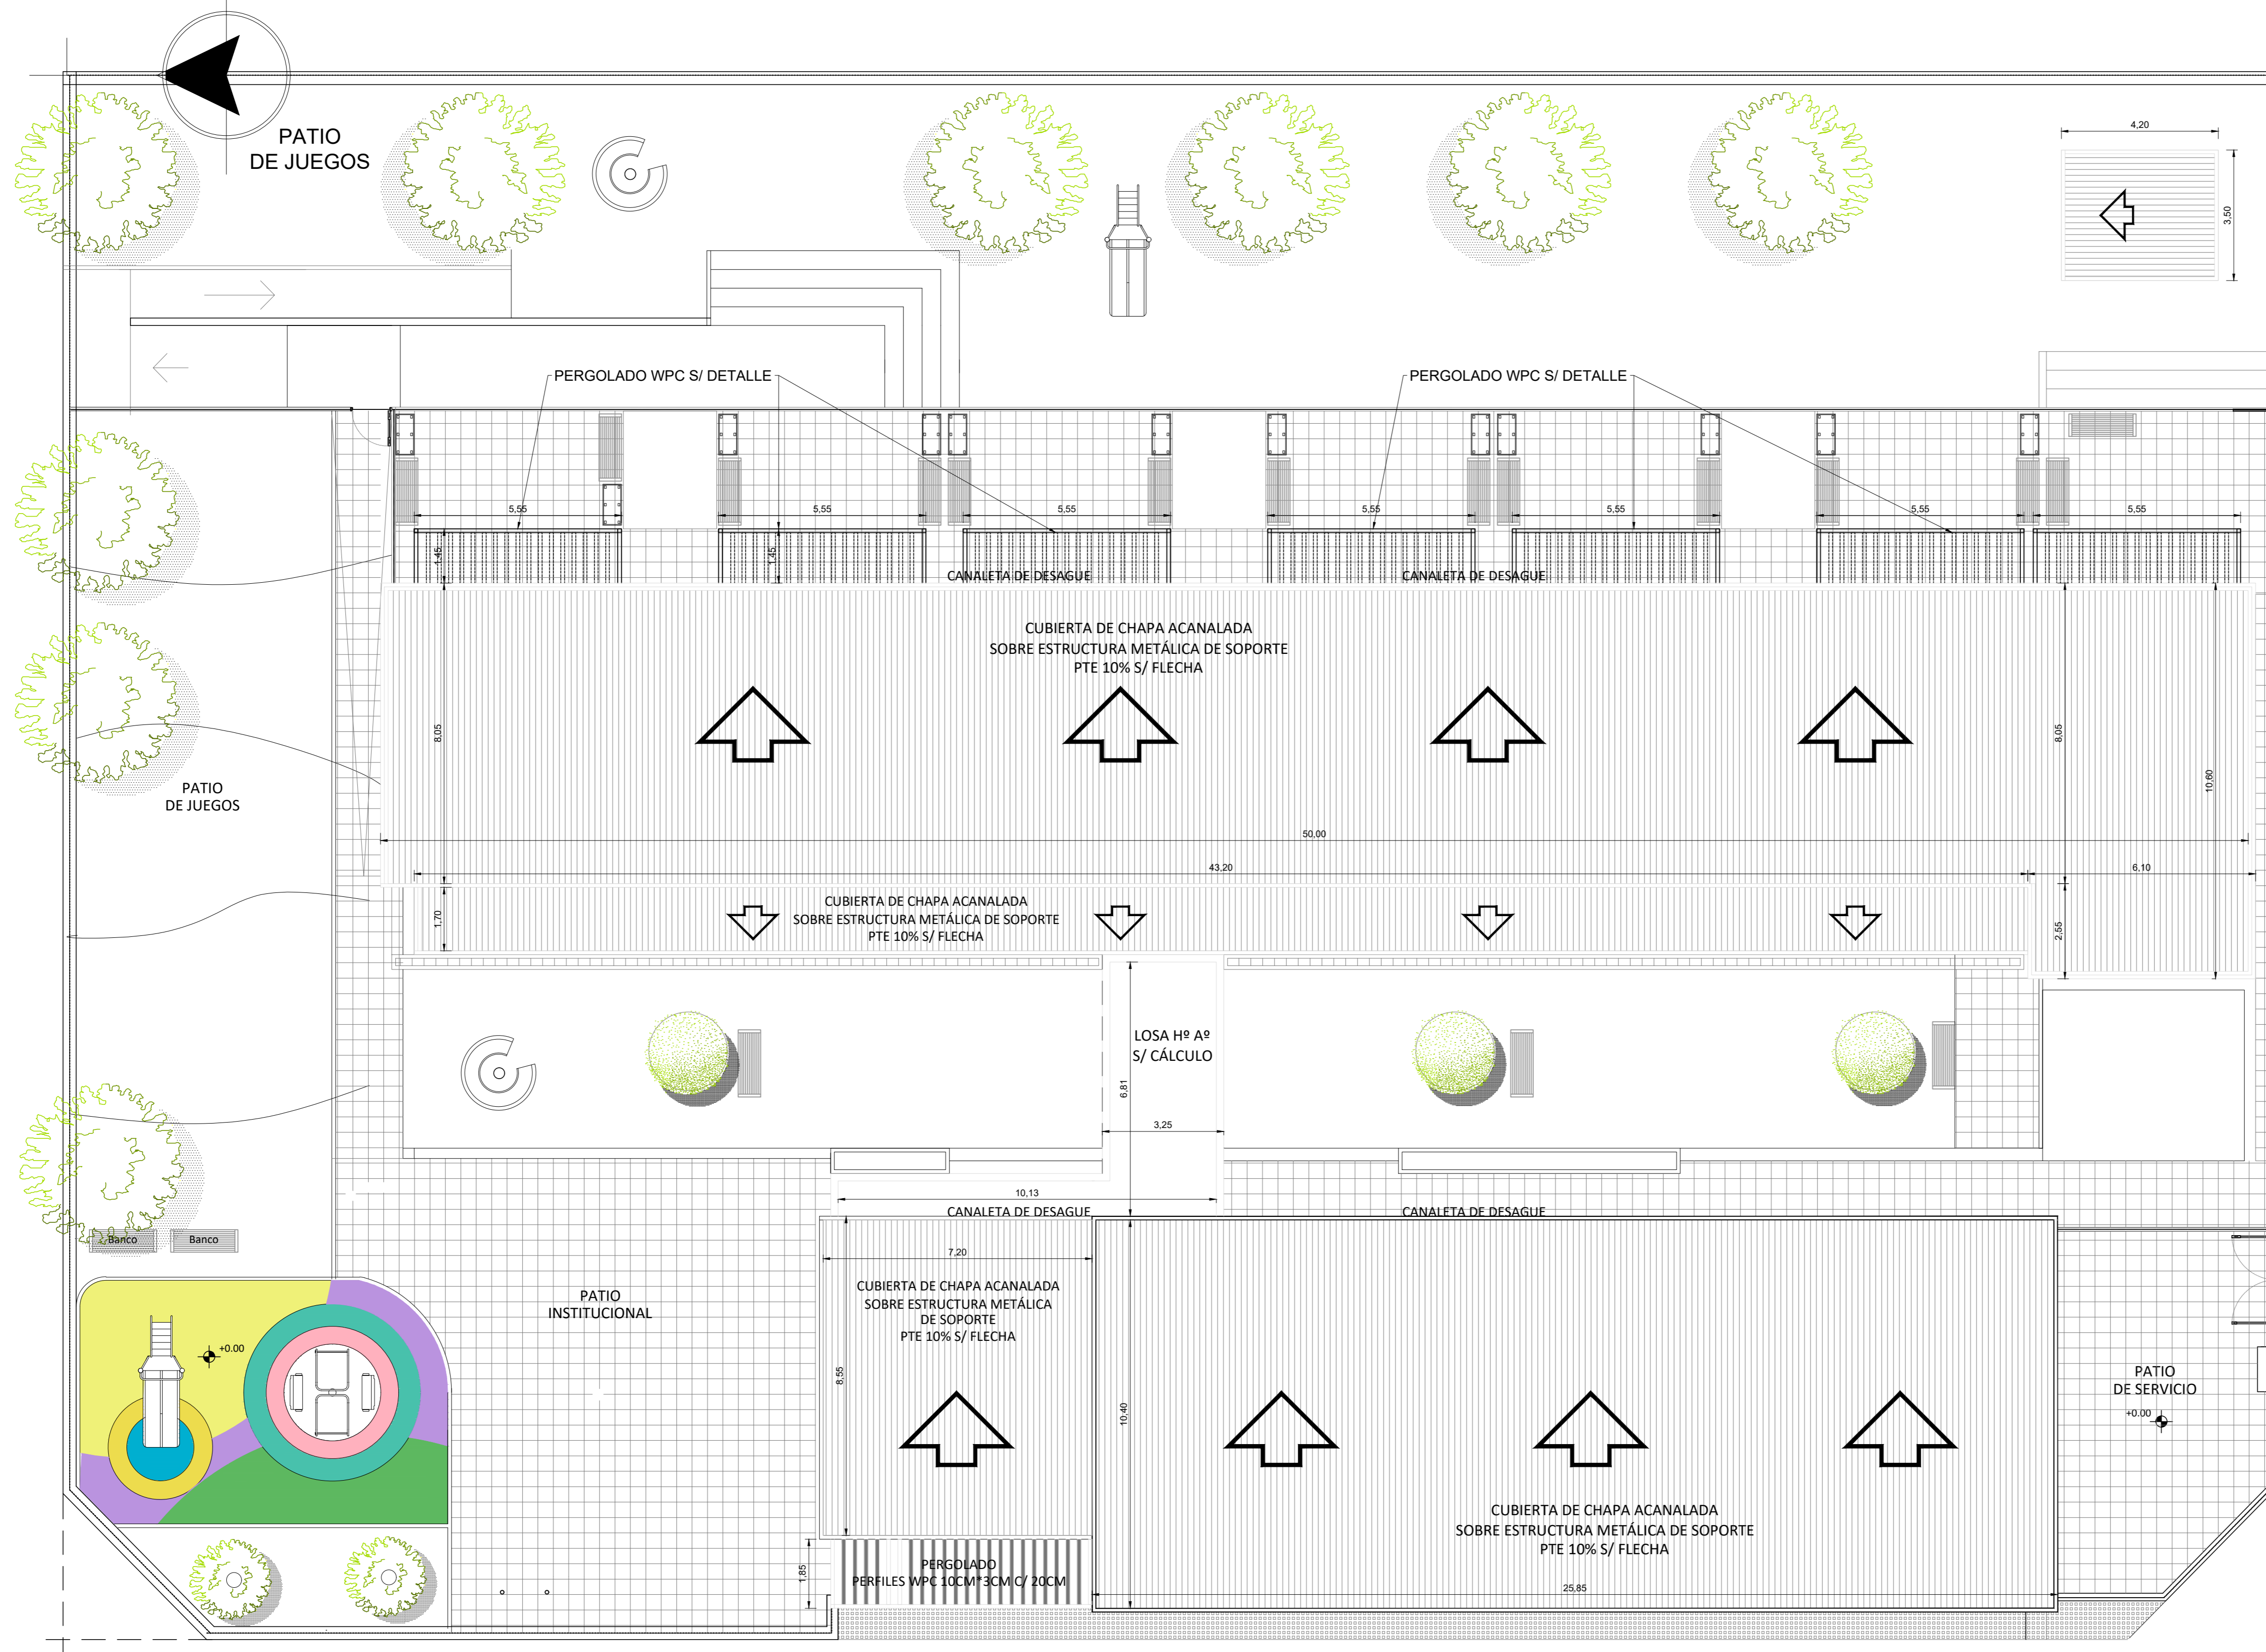 PATIO
DE JUEGOS
4,20
3,50
PERGOLADO WPC S/ DETALLE
PERGOLADO WPC S/ DETALLE
5,55
5,55
5,55
5,55
5,55
5,55
5,55
1,45
1,45
CANALETA DE DESAGUE
CANALETA DE DESAGUE
CUBIERTA DE CHAPA ACANALADA
SOBRE ESTRUCTURA METÁLICA DE SOPORTE
PTE 10% S/ FLECHA
8,05
8,05
10,60
PATIO
DE JUEGOS
50,00
43,20
6,10
CUBIERTA DE CHAPA ACANALADA
SOBRE ESTRUCTURA METÁLICA DE SOPORTE
PTE 10% S/ FLECHA
1,70
2,55
LOSA Hº Aº
S/ CÁLCULO
6,81
3,25
10,13
CANALETA DE DESAGUE
CANALETA DE DESAGUE
Banco
Banco
7,20
CUBIERTA DE CHAPA ACANALADA
SOBRE ESTRUCTURA METÁLICA
DE SOPORTE
PTE 10% S/ FLECHA
PATIO
INSTITUCIONAL
+0.00
8,55
10,40
PATIO
DE SERVICIO
+0.00
CUBIERTA DE CHAPA ACANALADA
SOBRE ESTRUCTURA METÁLICA DE SOPORTE
PTE 10% S/ FLECHA
1,85
PERGOLADO
PERFILES WPC 10CM*3CM C/ 20CM
25,85